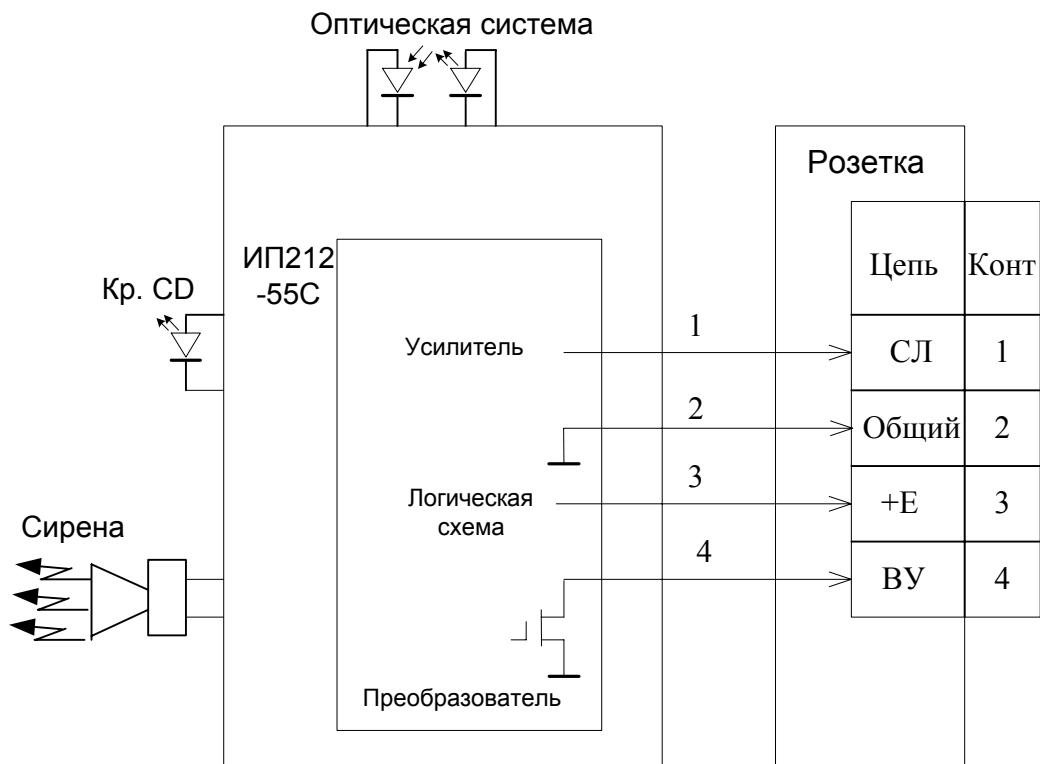 Оптическая система
Розетка
ИП212
-55С
Кр. CD
Цепь Конт
Усилитель
1
СЛ 1
2
Общий 2
3
Логическая
схема
+Е 3
Сирена
4
ВУ 4
Преобразователь